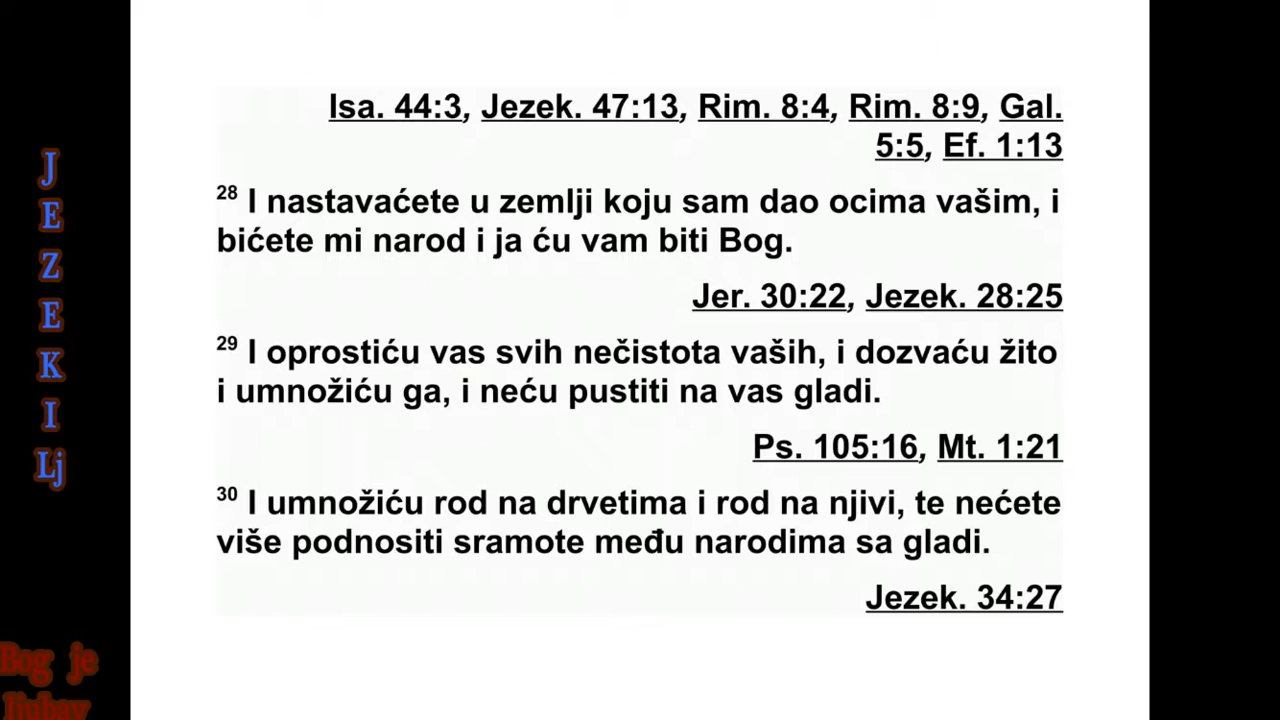 Isa. 44:3, Jezek. 47:13, Rim. 8:4, Rim. 8:9, Gal.
5:5, Ef. 1:13
28 I nastavaćete u zemlji koju sam dao ocima vašim, i
bićete mi narod i ja ću vam biti Bog.
Jer. 30:22, Jezek. 28:25
29 I oprostiću vas svih nečistota vaših, i dozvaću žito
i umnožiću ga, i neću pustiti na vas gladi.
Ps. 105:16, Mt. 1:21
30 I umnožiću rod na drvetima i rod na njivi, te nećete
više podnositi sramote među narodima sa gladi.
Jezek. 34:27
J
E
Z
E
K
I
Lj
Bog je
ljubav